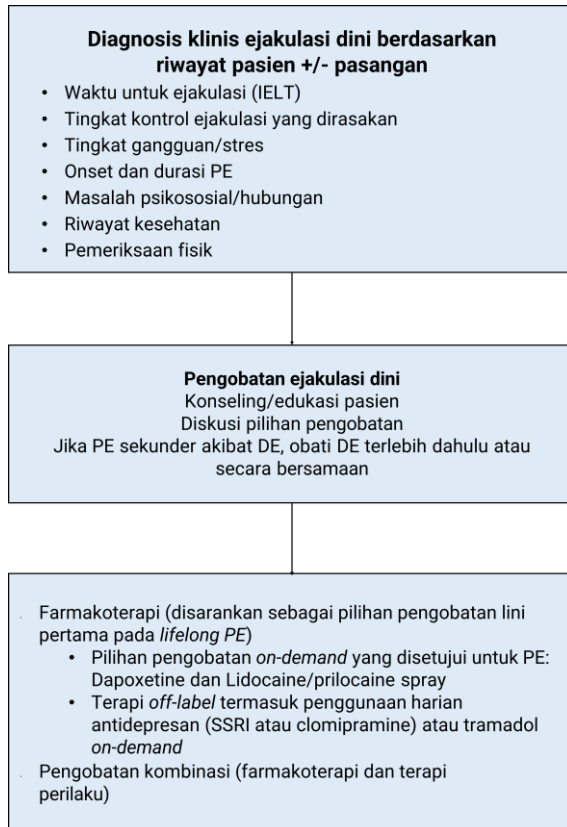 Diagnosis klinis ejakulasi dini berdasarkan
riwayat pasien +/- pasangan
• Waktu untuk ejakulasi (IELT)
• Tingkat kontrol ejakulasi yang dirasakan
• Tingkat gangguan/stres
• Onset dan durasi PE
• Masalah psikososial/hubungan
• Riwayat kesehatan
• Pemeriksaan fisik
Pengobatan ejakulasi dini
Konseling/edukasi pasien
Diskusi pilihan pengobatan
Jika PE sekunder akibat DE, obati DE terlebih dahulu atau
secara bersamaan
Farmakoterapi (disarankan sebagai pilihan pengobatan lini
pertama pada lifelong PE)
• Pilihan pengobatan on-demand yang disetujui untuk PE:
Dapoxetine dan Lidocaine/prilocaine spray
• Terapi off-label termasuk penggunaan harian
antidepresan (SSRI atau clomipramine) atau tramadol
on-demand
Pengobatan kombinasi (farmakoterapi dan terapi
perilaku)